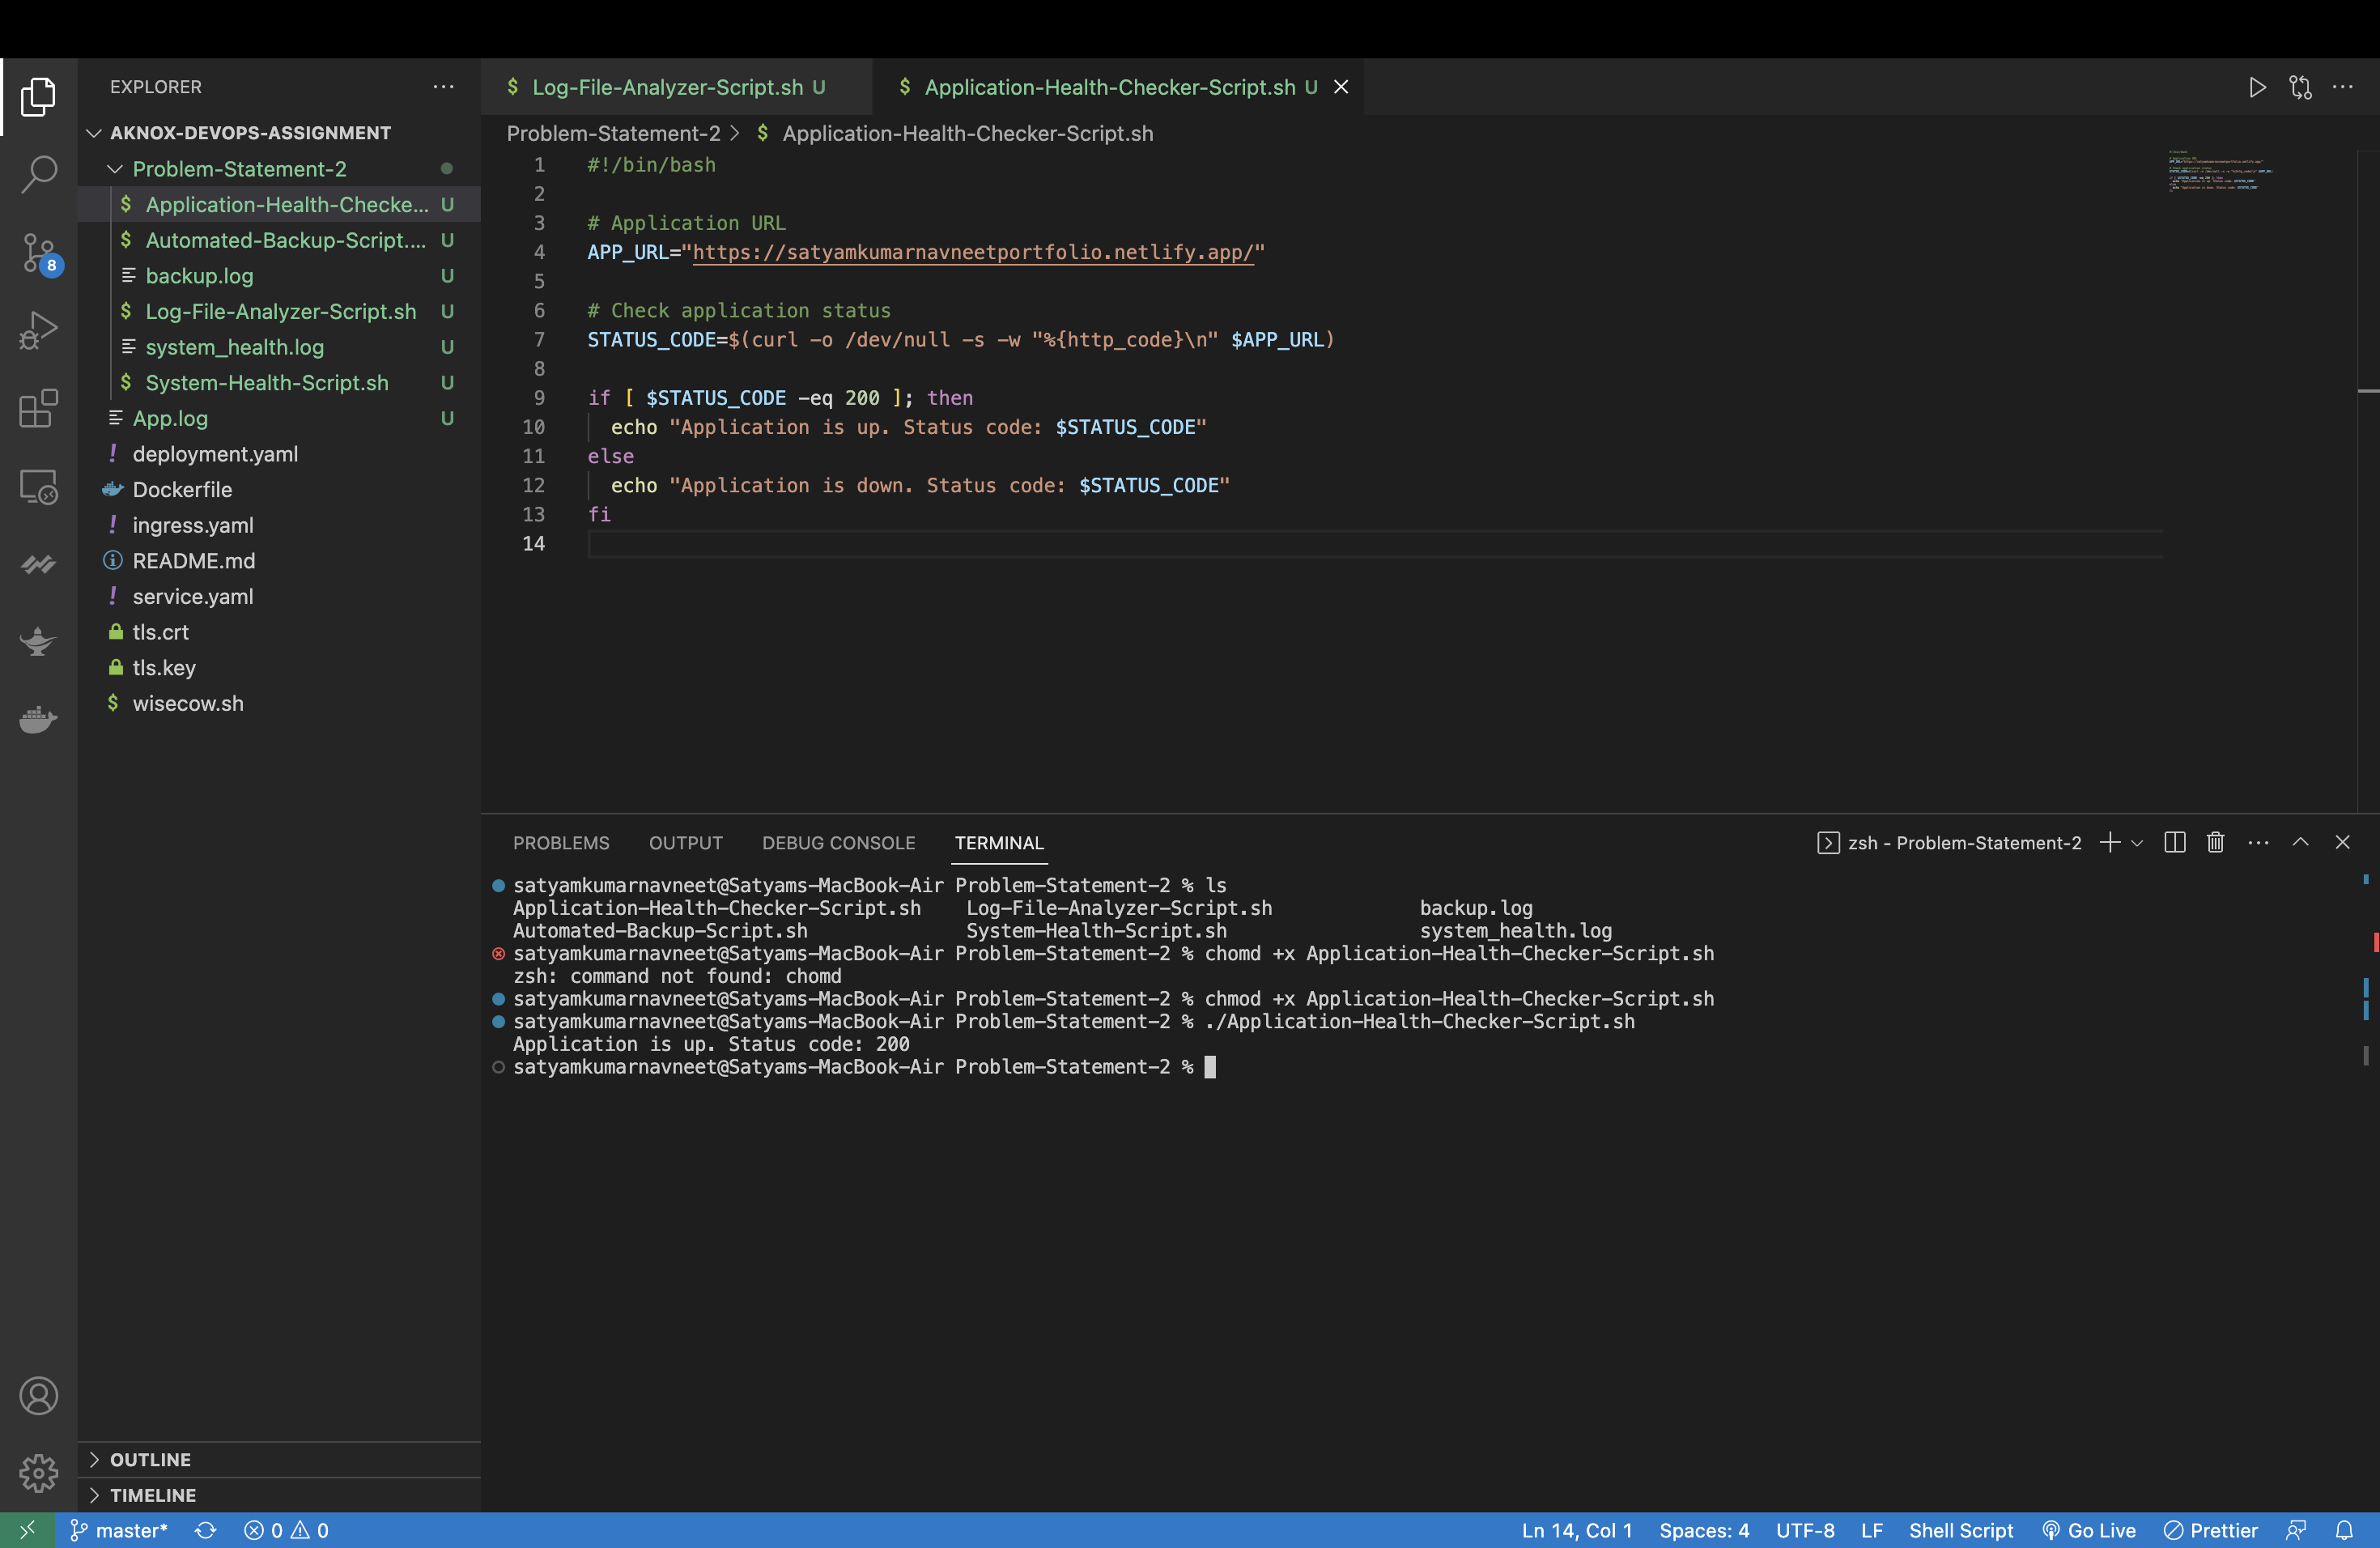 EXPLORER
AKNOX-DEVOPS-ASSIGNMENT
Problem-Statement-2
Application-Health-Checke... U
Automated-Backup-Script.... U
backup.log U
Log-File-Analyzer-Script.sh U
system_health.log U
System-Health-Script.sh U
App.log U
deployment.yaml
Dockerfile
ingress.yaml
README.md
service.yaml
tls.crt
tls.key
wisecow.sh
8
OUTLINE
TIMELINE
$ Log-File-Analyzer-Script.sh U
$ Application-Health-Checker-Script.sh U
Problem-Statement-2 > $ Application-Health-Checker-Script.sh
1 #!/bin/bash
2
3 # Application URL
4 APP_URL="https://satyamkumarnavneetportfolio.netlify.app/"
5
6 # Check application status
7 STATUS_CODE=$(curl -o /dev/null -s -w "%{http_code}\n" $APP_URL)
8
9 if [ $STATUS_CODE -eq 200 ]; then
10 echo "Application is up. Status code: $STATUS_CODE"
11 else
12 echo "Application is down. Status code: $STATUS_CODE"
13 fi
14
PROBLEMS OUTPUT DEBUG CONSOLE TERMINAL
zsh - Problem-Statement-2
satyamkumarnavneet@Satyams-MacBook-Air Problem-Statement-2 % ls
Application-Health-Checker-Script.sh Log-File-Analyzer-Script.sh backup.log
Automated-Backup-Script.sh System-Health-Script.sh system_health.log
satyamkumarnavneet@Satyams-MacBook-Air Problem-Statement-2 % chomd +x Application-Health-Checker-Script.sh
zsh: command not found: chomd
satyamkumarnavneet@Satyams-MacBook-Air Problem-Statement-2 % chmod +x Application-Health-Checker-Script.sh
satyamkumarnavneet@Satyams-MacBook-Air Problem-Statement-2 % ./Application-Health-Checker-Script.sh
Application is up. Status code: 200
satyamkumarnavneet@Satyams-MacBook-Air Problem-Statement-2 %
master* 0 0 Ln 14, Col 1 Spaces: 4 UTF-8 LF Shell Script Go Live Prettier